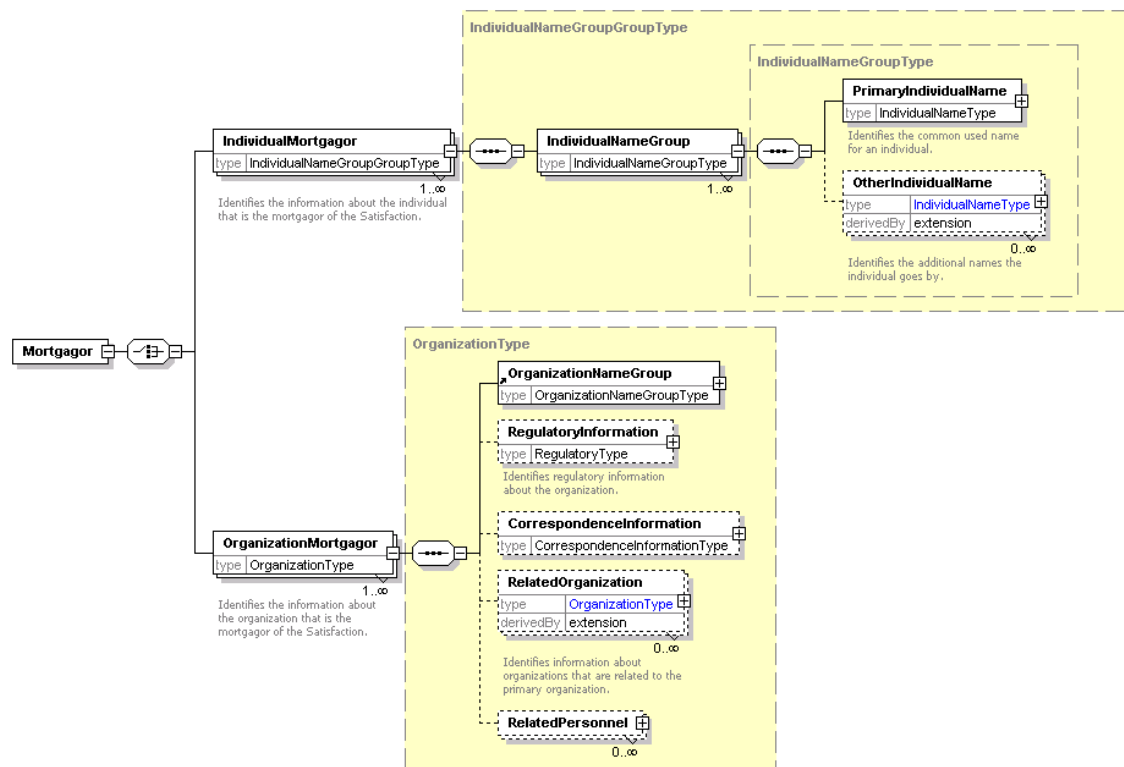 IndividualNameGroupGroupType
IndividualNameGroupType
PrimaryIndividualName
type IndividualNameType
Identifies the common used name
for an individual.
IndividualMortgagor
type IndividualNameGroupGroupType
1..∞
Identifies the information about the individual
that is the mortgagor of the Satisfaction.
IndividualNameGroup
type IndividualNameGroupType
1..∞
OtherIndividualName
type IndividualNameType
derivedBy extension
0..∞
Identifies the additional names the
individual goes by.
Mortgagor
OrganizationType
OrganizationNameGroup
type OrganizationNameGroupType
RegulatoryInformation
type RegulatoryType
Identifies regulatory information
about the organization.
OrganizationMortgagor
type OrganizationType
1..∞
Identifies the information about
the organization that is the
mortgagor of the Satisfaction.
CorrespondenceInformation
type CorrespondenceInformationType
RelatedOrganization
type OrganizationType
derivedBy extension
0..∞
Identifies information about
organizations that are related to the
primary organization.
RelatedPersonnel
0..∞